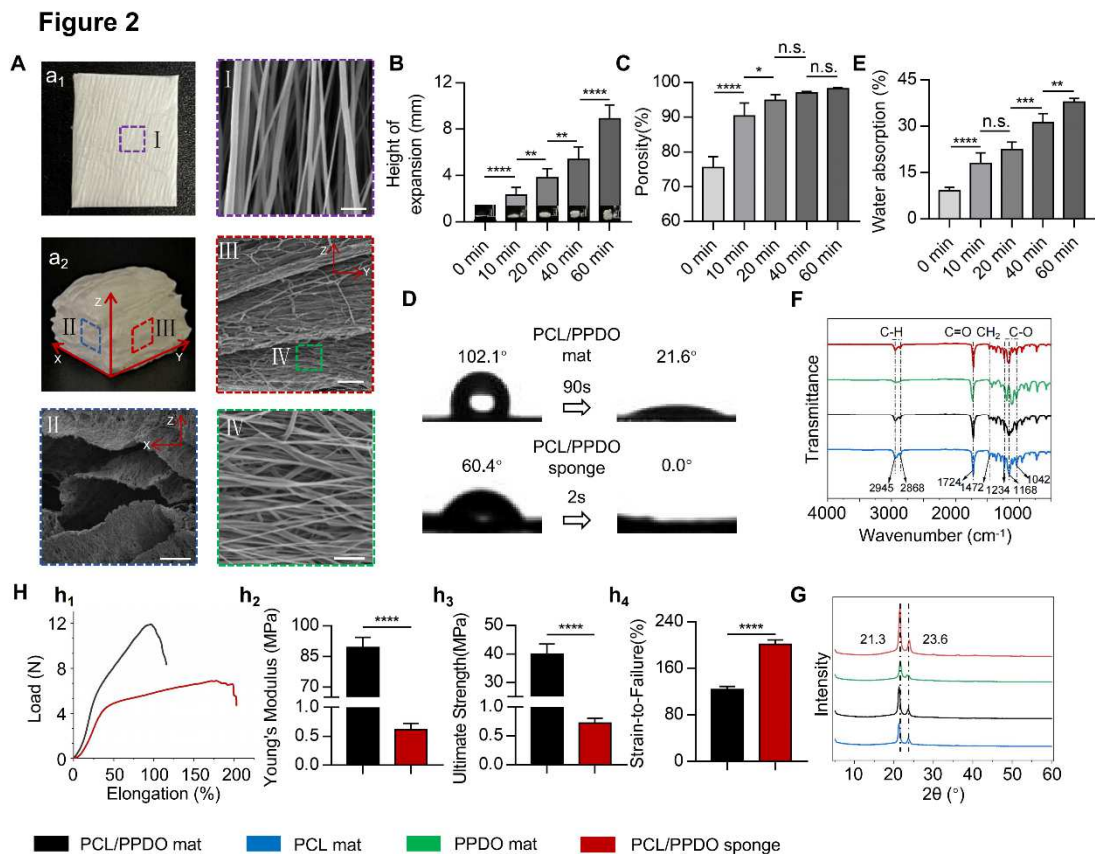 Figure 2
A
a1
I
I
a2
Z
X
Y
II
III
III
Z
Y
IV
II
Z
X
IV
B
Height of
expansion (mm)
12
8
4
0
****
**
**
****
0 min
10 min
20 min
40 min
60 min
C
Porosity(%)
100
90
80
70
60
****
*
n.s.
n.s.
0 min
10 min
20 min
40 min
60 min
E
Water absorption (%)
45
30
15
0
****
n.s.
***
**
0 min
10 min
20 min
40 min
60 min
D
102.1°
PCL/PPDO
mat
90s
21.6°
60.4°
PCL/PPDO
sponge
2s
0.0°
F
Transmittance
C-H
C=O
CH2
C-O
2945
2868
1724
1472
1234
1168
1042
4000
3000
2000
1000
Wavenumber (cm-1)
H
h1
Load (N)
12
8
4
0
0
50
100
150
200
Elongation (%)
h2
Young's Modulus (MPa)
100
85
70
1.0
0.5
0.0
****
h3
Ultimate Strength(MPa)
50
40
30
1.0
0.5
0.0
****
h4
Strain-to-Failure(%)
240
160
80
0
****
G
Intensity
21.3
23.6
10
20
30
40
50
60
2θ (°)
PCL/PPDO mat
PCL mat
PPDO mat
PCL/PPDO sponge